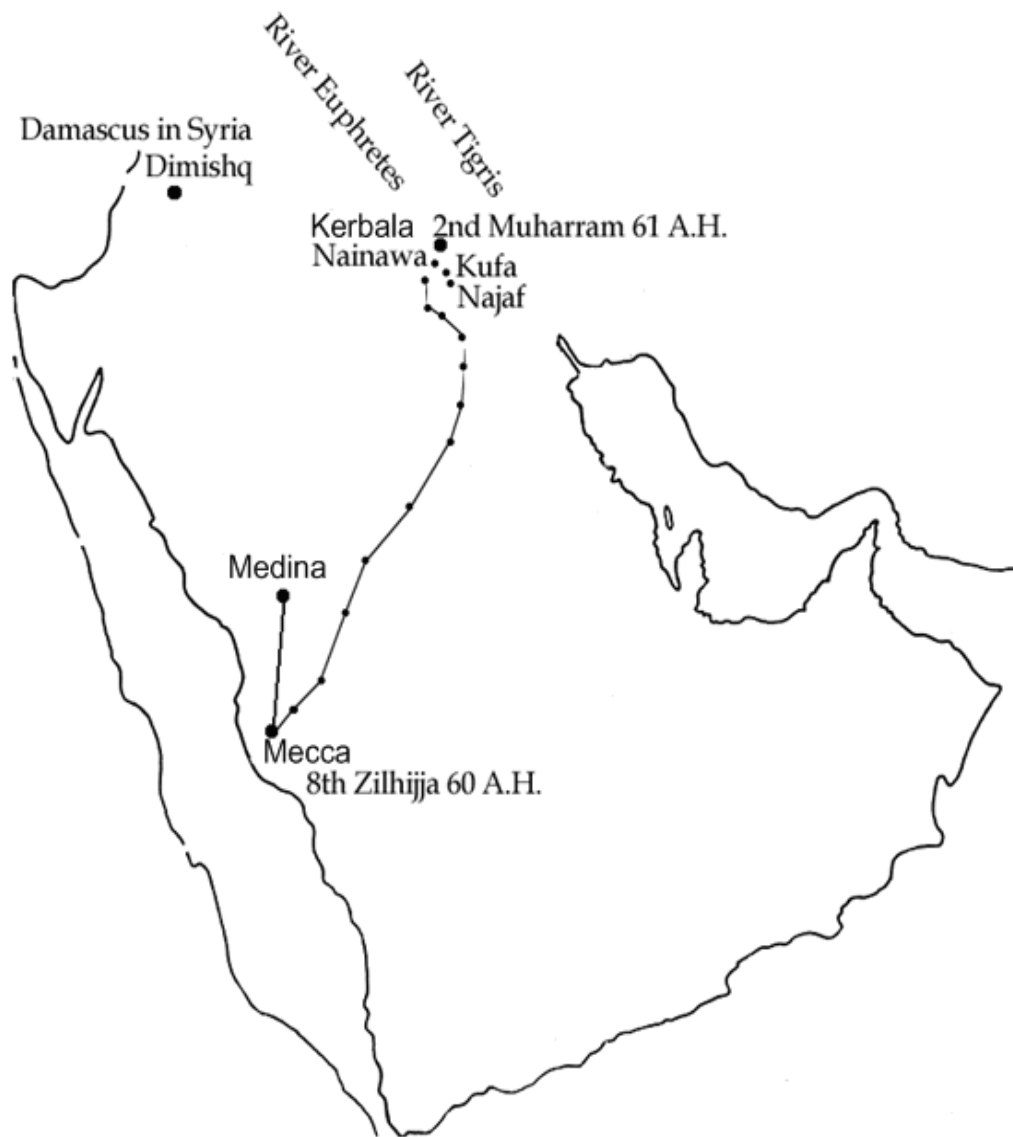 River Euphretes
River Tigris
Damascus in Syria
Dimishq
Kerbala 2nd Muharram 61 A.H.
Nainawa
Kufa
Najaf
Medina
Mecca
8th Zilhijja 60 A.H.